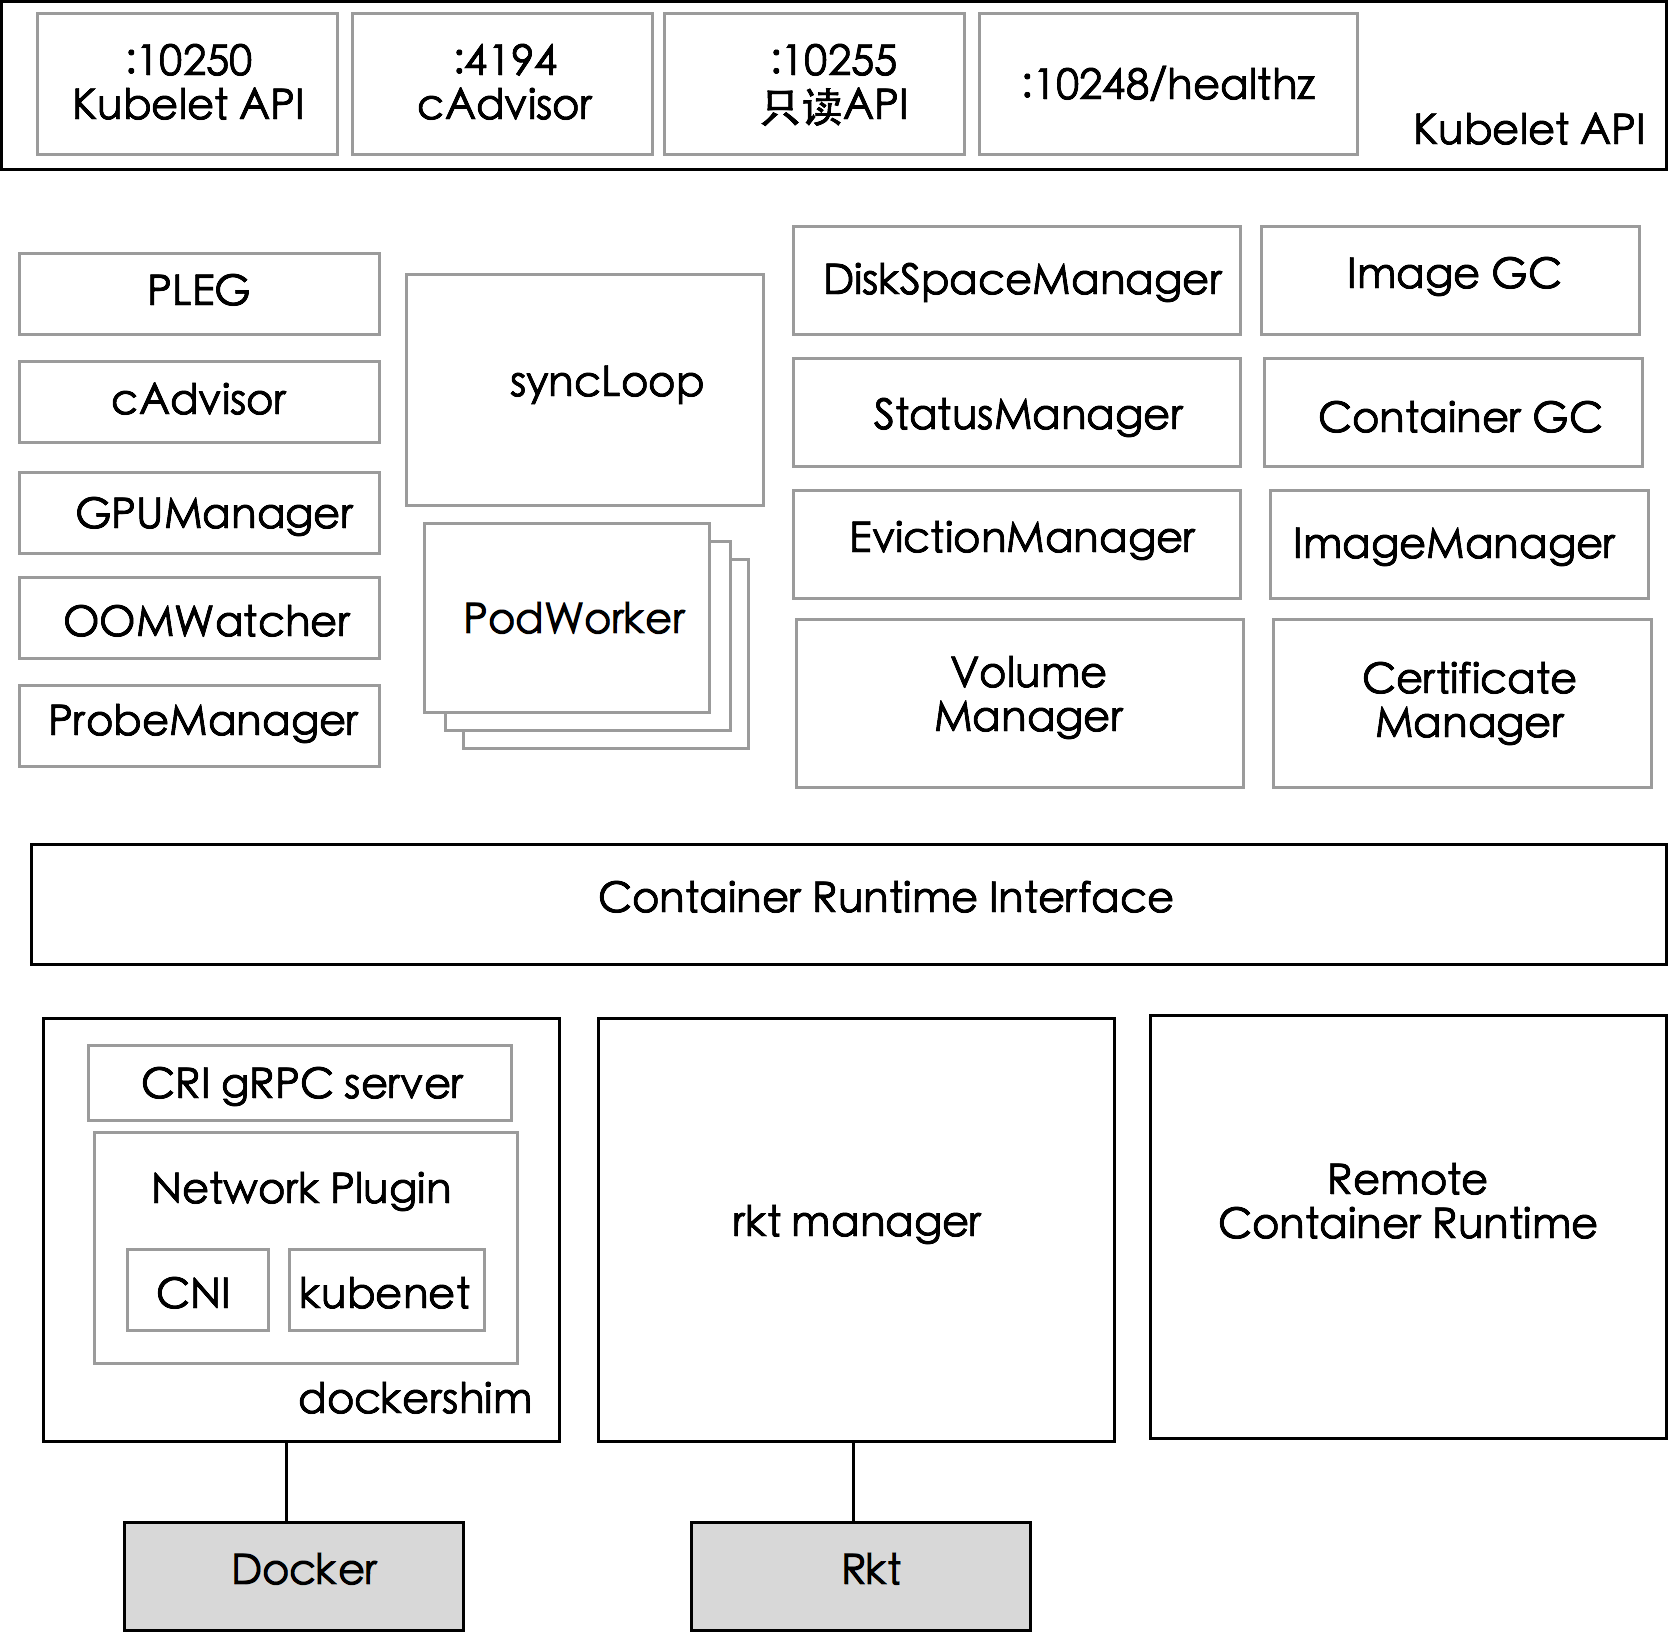 :10250
Kubelet API
:4194
cAdvisor
:10255
只读API
:10248/healthz
Kubelet API
PLEG
cAdvisor
GPUManager
OOMWatcher
ProbeManager
syncLoop
PodWorker
DiskSpaceManager
StatusManager
EvictionManager
Volume
Manager
Image GC
Container GC
ImageManager
Certificate
Manager
Container Runtime Interface
CRI gRPC server
Network Plugin
CNI
kubenet
dockershim
rkt manager
Remote
Container Runtime
Docker
Rkt